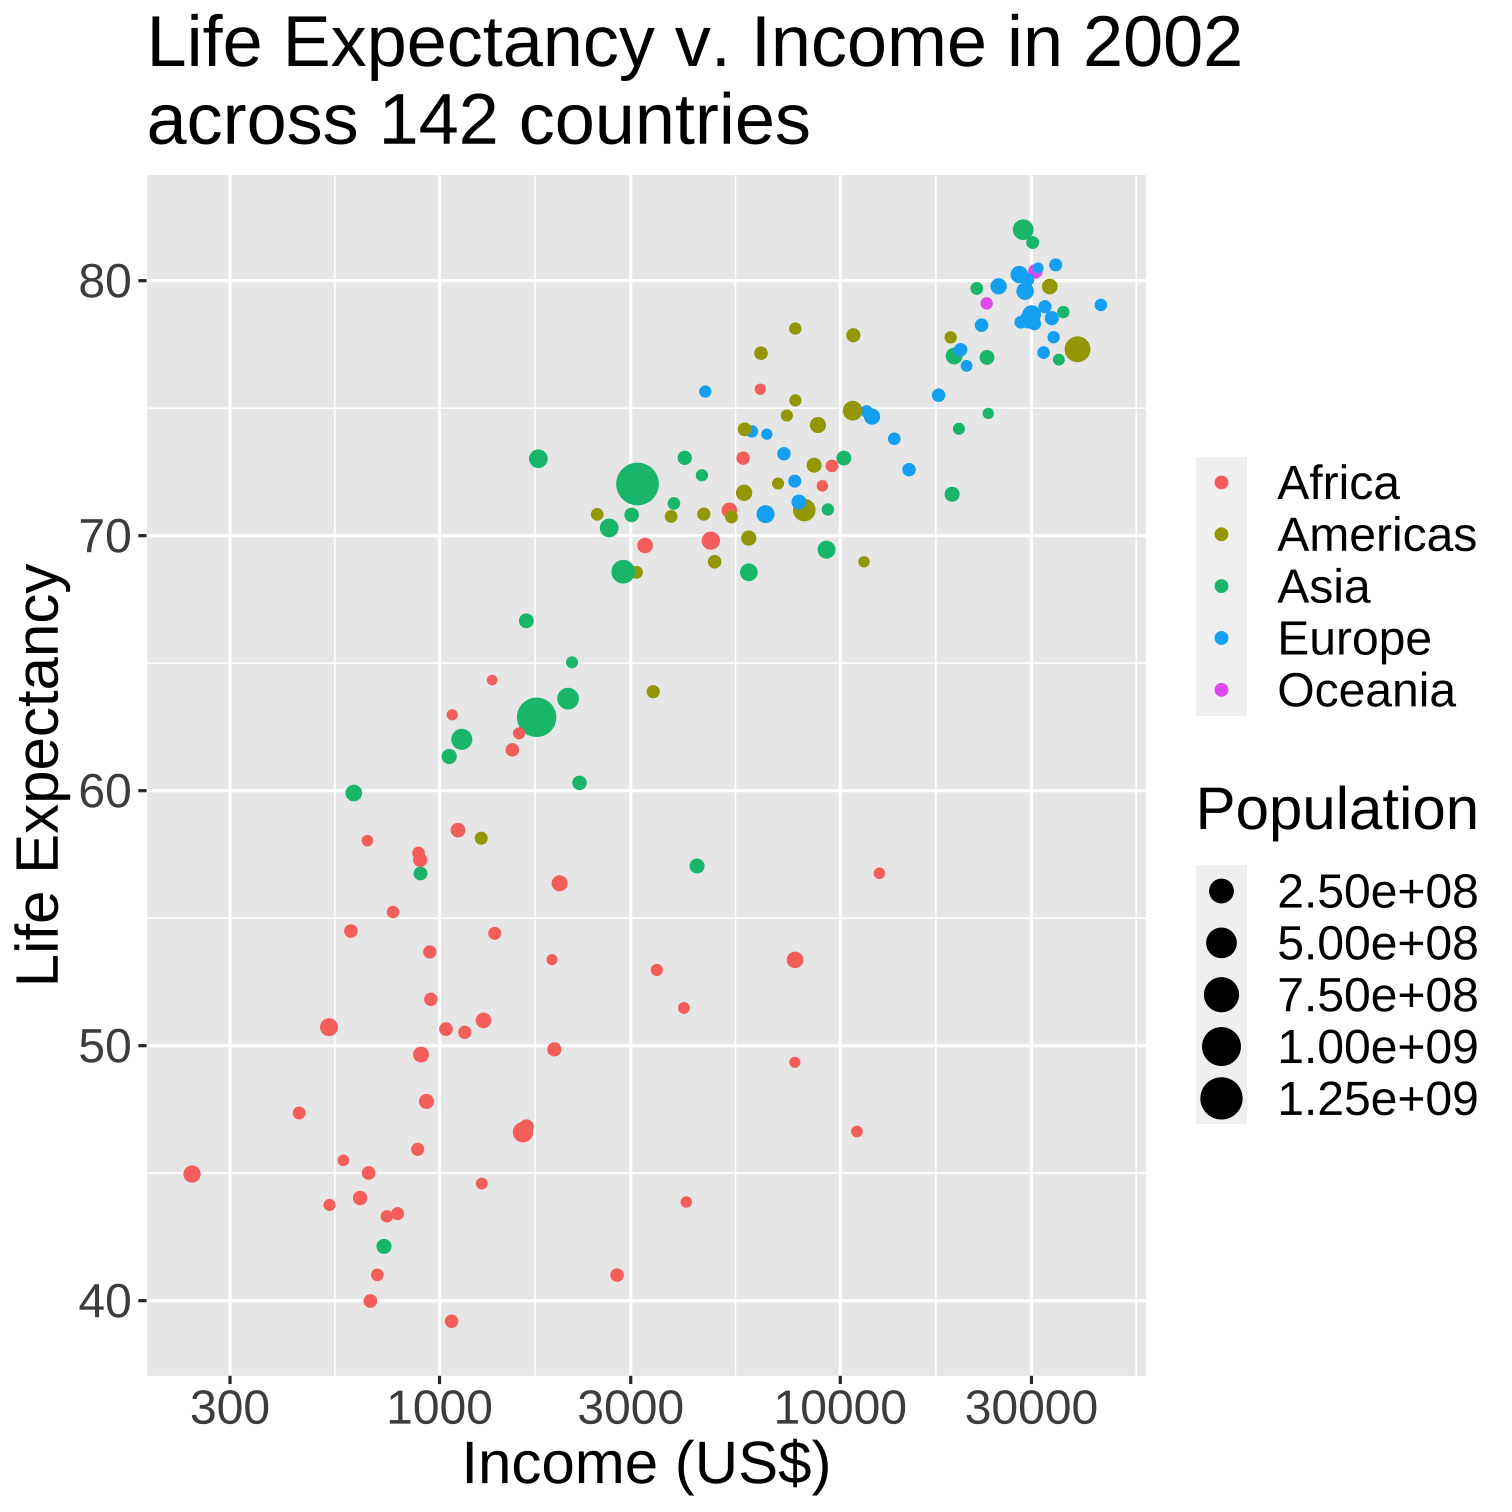 Life Expectancy v. Income in 2002
across 142 countries
Life Expectancy
80
70
60
50
40
300 1000 3000 10000 30000
Income (US$)
Africa
Americas
Asia
Europe
Oceania
Population
2.50e+08
5.00e+08
7.50e+08
1.00e+09
1.25e+09